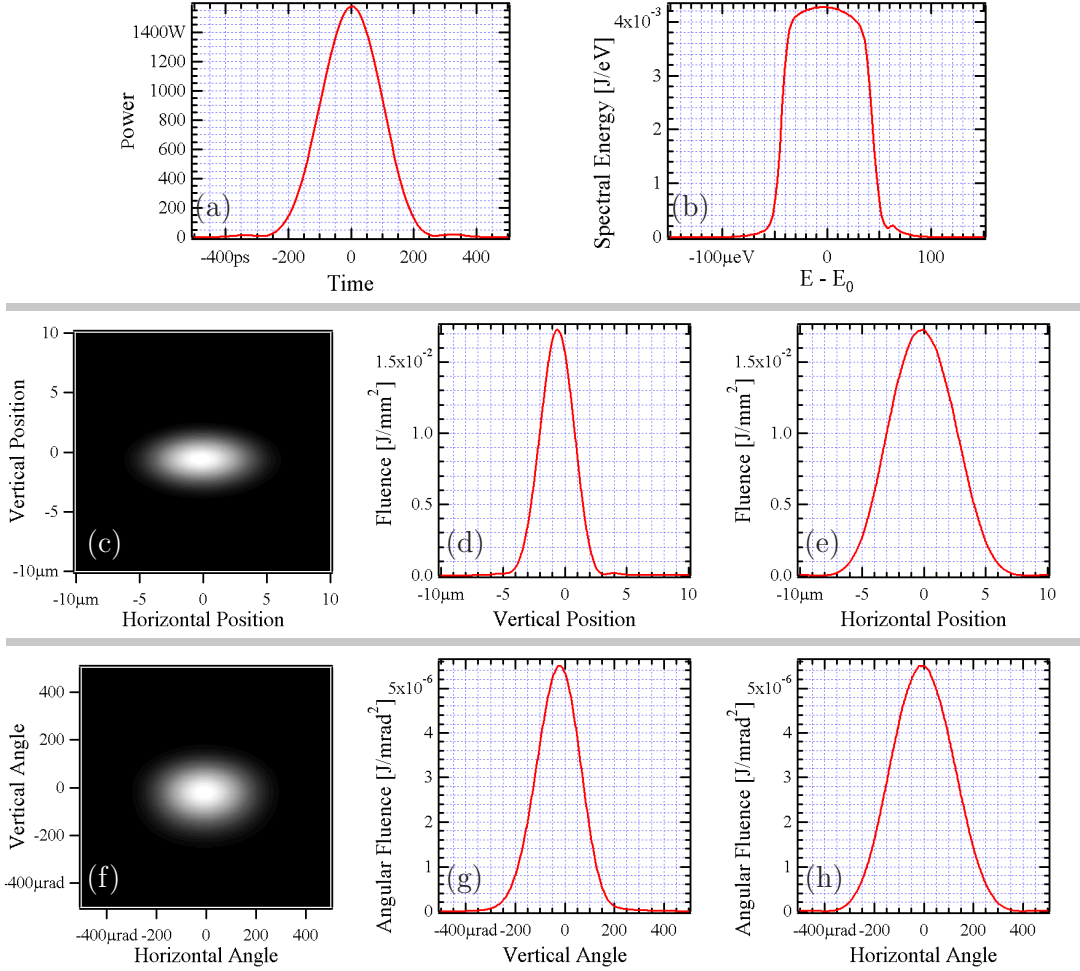 1400W
1200
1000
800
600
400
200
0
Power
(a)
-400ps -200 0 200 400
Time
4x10⁻³
3
2
1
0
Spectral Energy [J/eV]
(b)
-100µeV 0 100
E - E₀
10
5
0
-5
-10µm
Vertical Position
(c)
-10µm -5 0 5 10
Horizontal Position
1.5x10⁻²
1.0
0.5
0.0
Fluence [J/mm²]
(d)
-10µm -5 0 5 10
Vertical Position
1.5x10⁻²
1.0
0.5
0.0
Fluence [J/mm²]
(e)
-10µm -5 0 5 10
Horizontal Position
400
200
0
-200
-400µrad
Vertical Angle
(f)
-400µrad -200 0 200 400
Horizontal Angle
5x10⁻⁶
4
3
2
1
0
Angular Fluence [J/mrad²]
(g)
-400µrad -200 0 200 400
Vertical Angle
5x10⁻⁶
4
3
2
1
0
Angular Fluence [J/mrad²]
(h)
-400µrad -200 0 200 400
Horizontal Angle